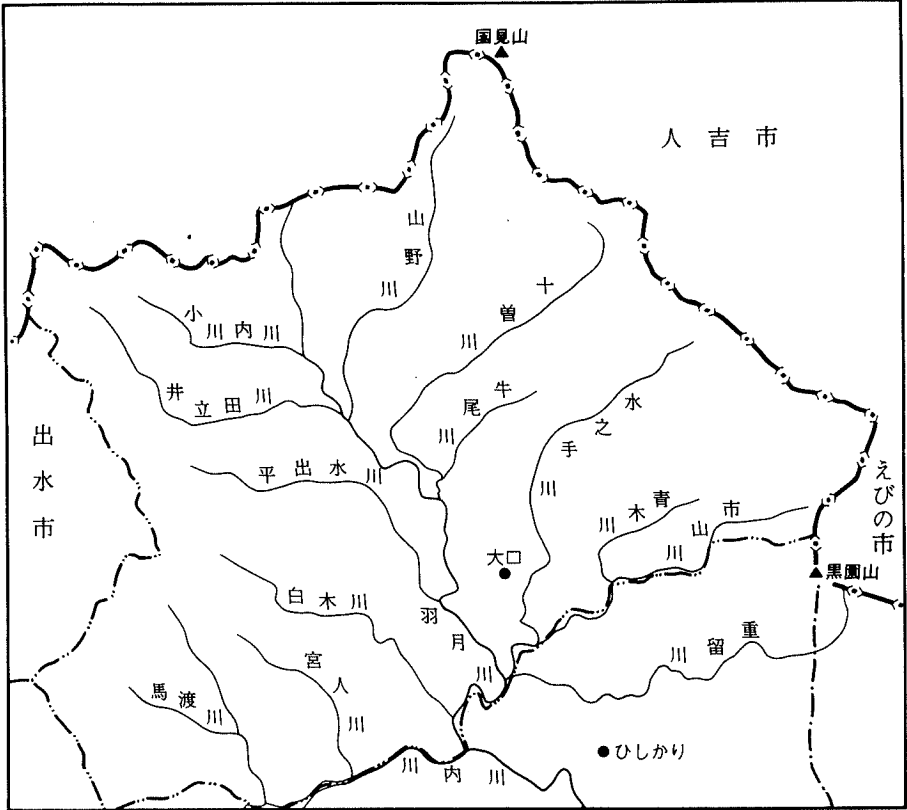 国見山
人吉市
山野川
十曽川
小川内川
牛尾川
井立田川
水之手川
出水市
平出水川
えびの市
青木川
市山川
大口
黒園山
白木川
羽月川
重留川
宮人川
馬渡川
ひしかり
川内川